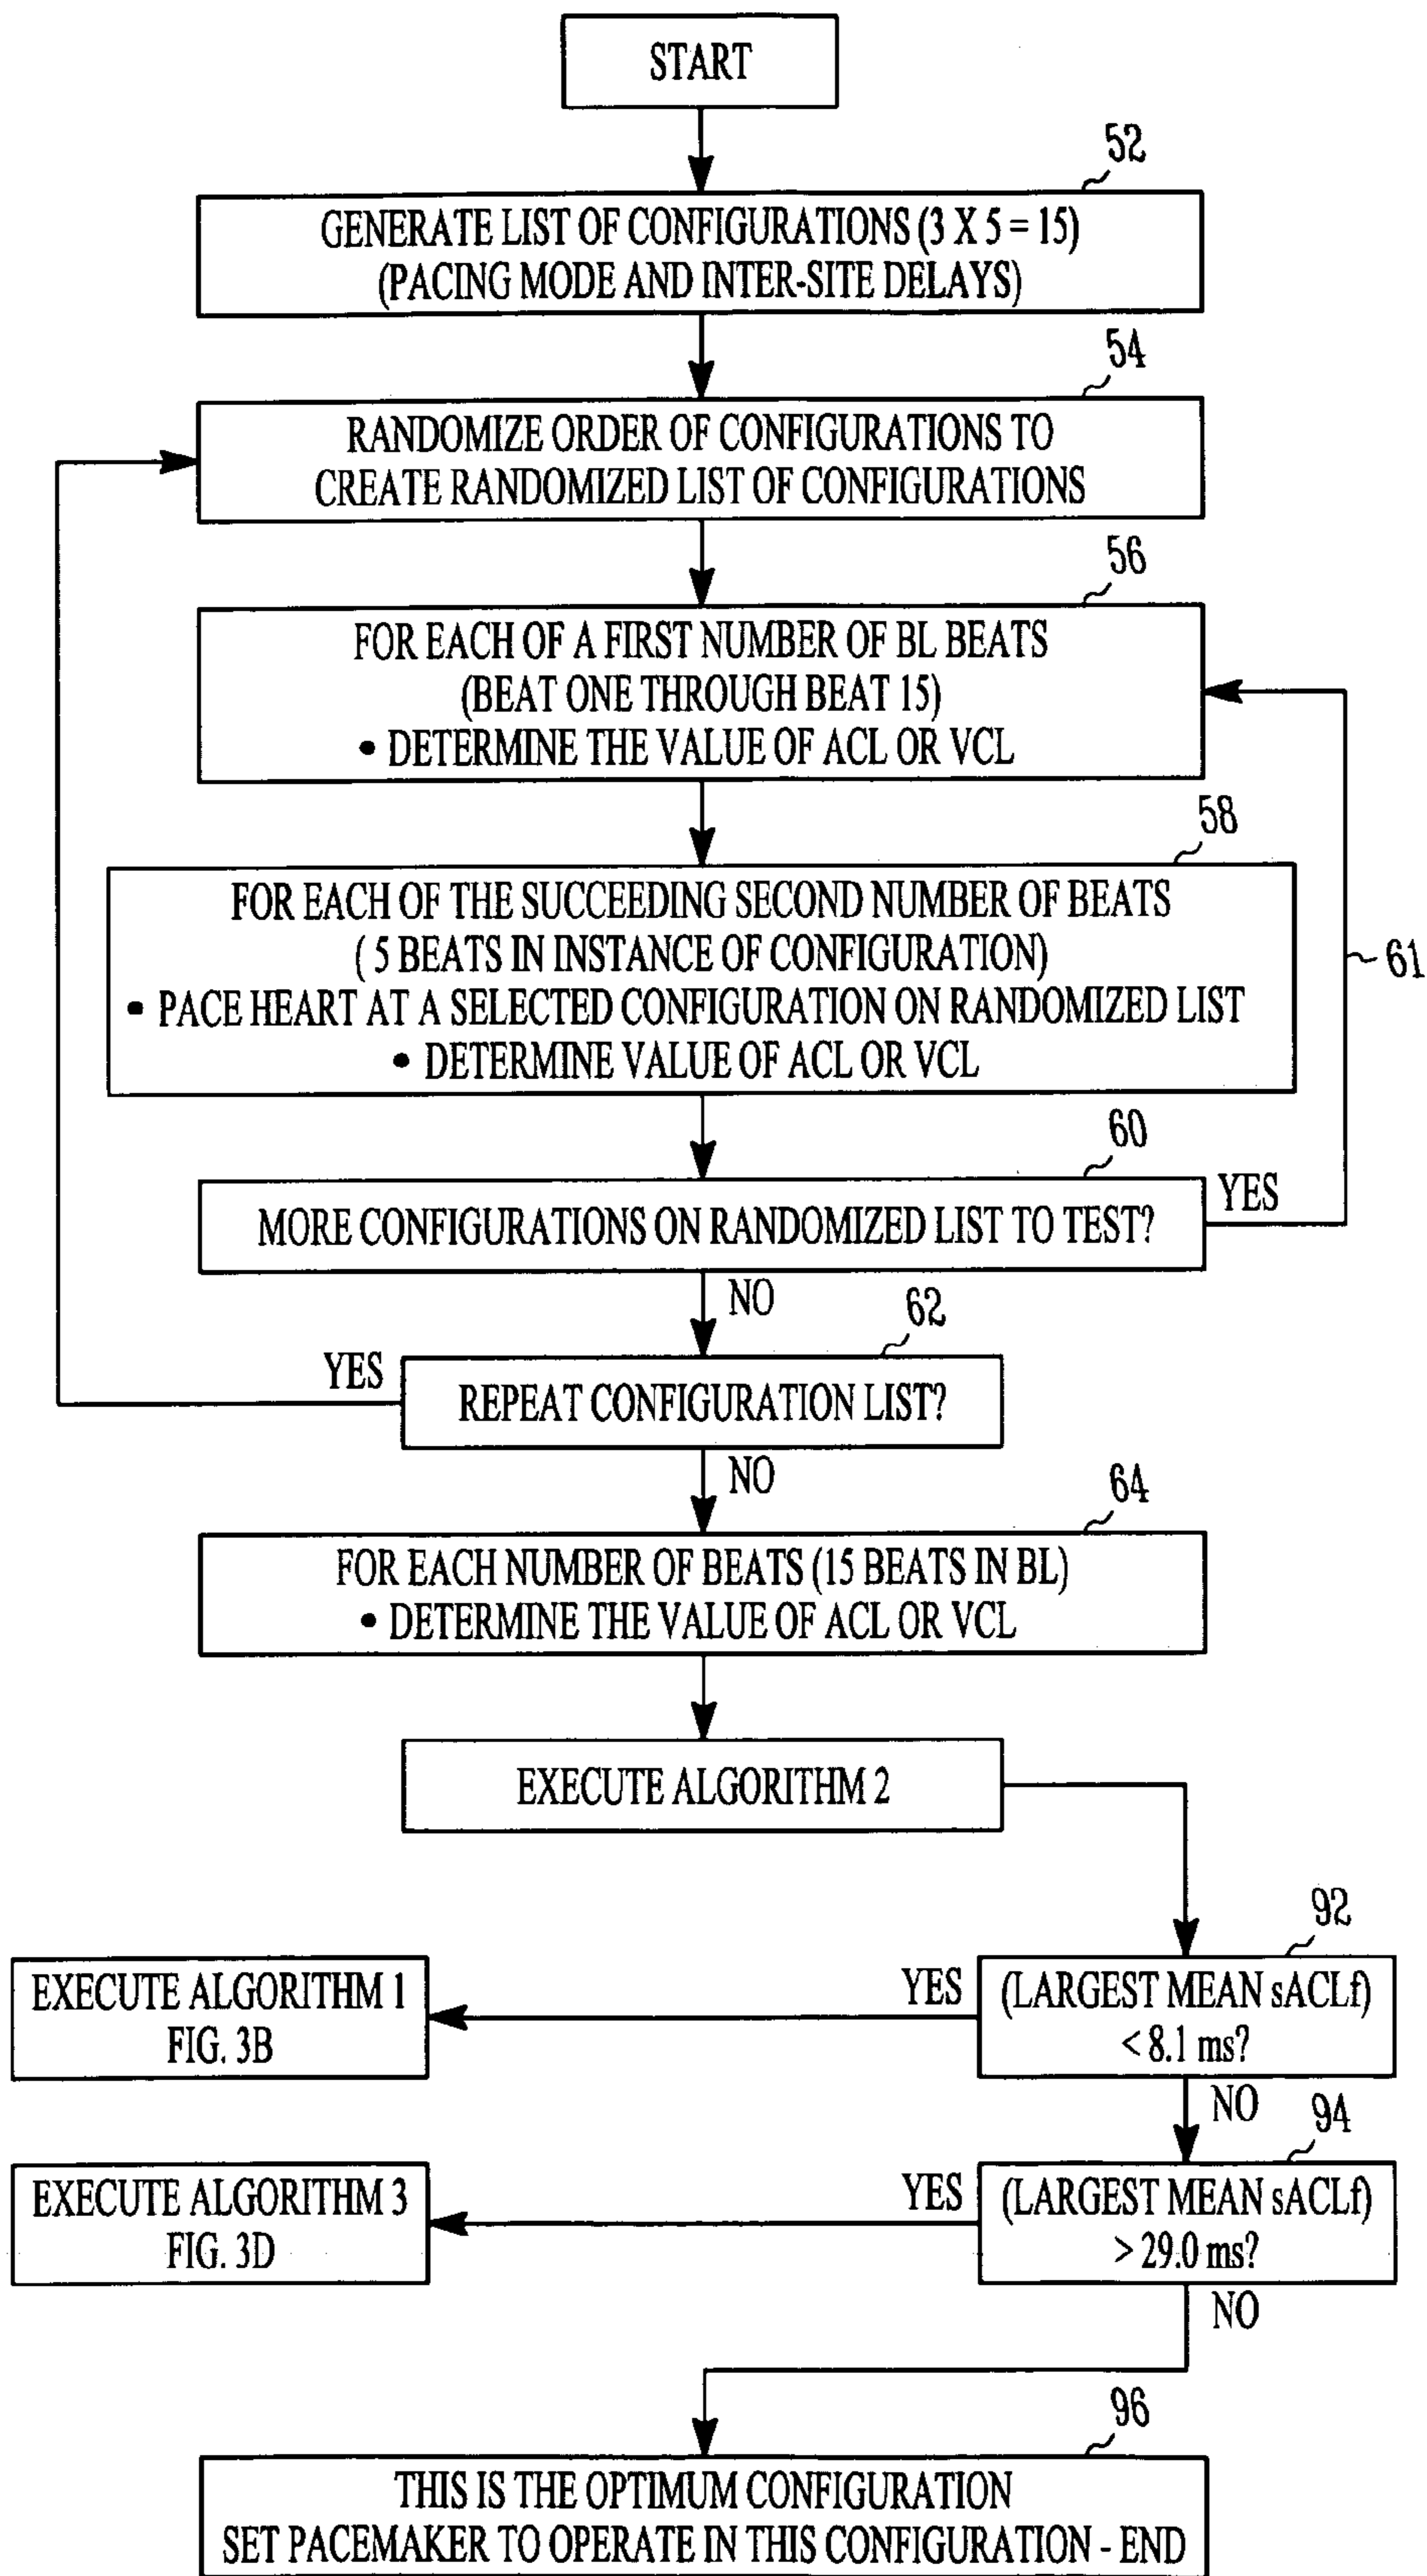 START
52
GENERATE LIST OF CONFIGURATIONS (3 X 5 = 15)
(PACING MODE AND INTER-SITE DELAYS)
54
RANDOMIZE ORDER OF CONFIGURATIONS TO
CREATE RANDOMIZED LIST OF CONFIGURATIONS
56
FOR EACH OF A FIRST NUMBER OF BL BEATS
(BEAT ONE THROUGH BEAT 15)
• DETERMINE THE VALUE OF ACL OR VCL
58
FOR EACH OF THE SUCCEEDING SECOND NUMBER OF BEATS
( 5 BEATS IN INSTANCE OF CONFIGURATION)
• PACE HEART AT A SELECTED CONFIGURATION ON RANDOMIZED LIST
• DETERMINE VALUE OF ACL OR VCL
61
60
MORE CONFIGURATIONS ON RANDOMIZED LIST TO TEST?
YES
NO
62
YES
REPEAT CONFIGURATION LIST?
NO
64
FOR EACH NUMBER OF BEATS (15 BEATS IN BL)
• DETERMINE THE VALUE OF ACL OR VCL
EXECUTE ALGORITHM 2
92
EXECUTE ALGORITHM 1
FIG. 3B
YES
(LARGEST MEAN sACLf)
< 8.1 ms?
NO
94
EXECUTE ALGORITHM 3
FIG. 3D
YES
(LARGEST MEAN sACLf)
> 29.0 ms?
NO
96
THIS IS THE OPTIMUM CONFIGURATION
SET PACEMAKER TO OPERATE IN THIS CONFIGURATION - END